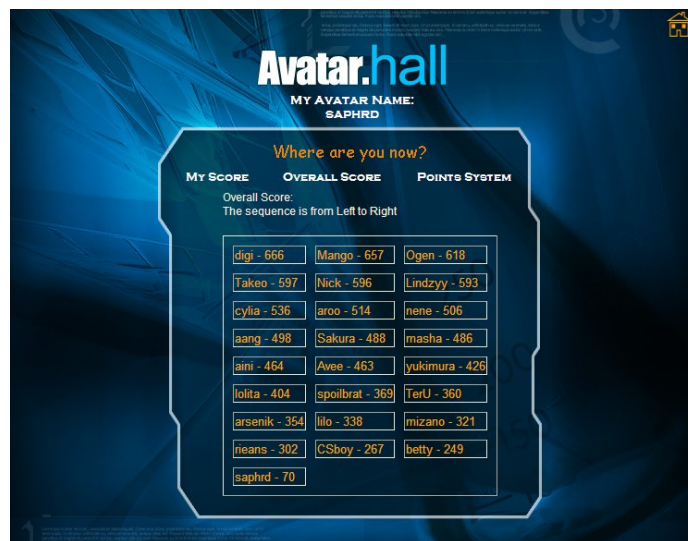 Avatar.hall
MY AVATAR NAME:
SAPHRD
Where are you now?
MY SCORE OVERALL SCORE POINTS SYSTEM
Overall Score:
The sequence is from Left to Right
digi - 666 Mango - 657 Ogen - 618
Takeo - 597 Nick - 596 Lindzyy - 593
cylia - 536 aroo - 514 nene - 506
aang - 498 Sakura - 488 masha - 486
aini - 464 Avee - 463 yukimura - 426
lolita - 404 spoilbrat - 369 TerU - 360
arsenik - 354 lilo - 338 mizano - 321
rieans - 302 CSboy - 267 betty - 249
saphrd - 70